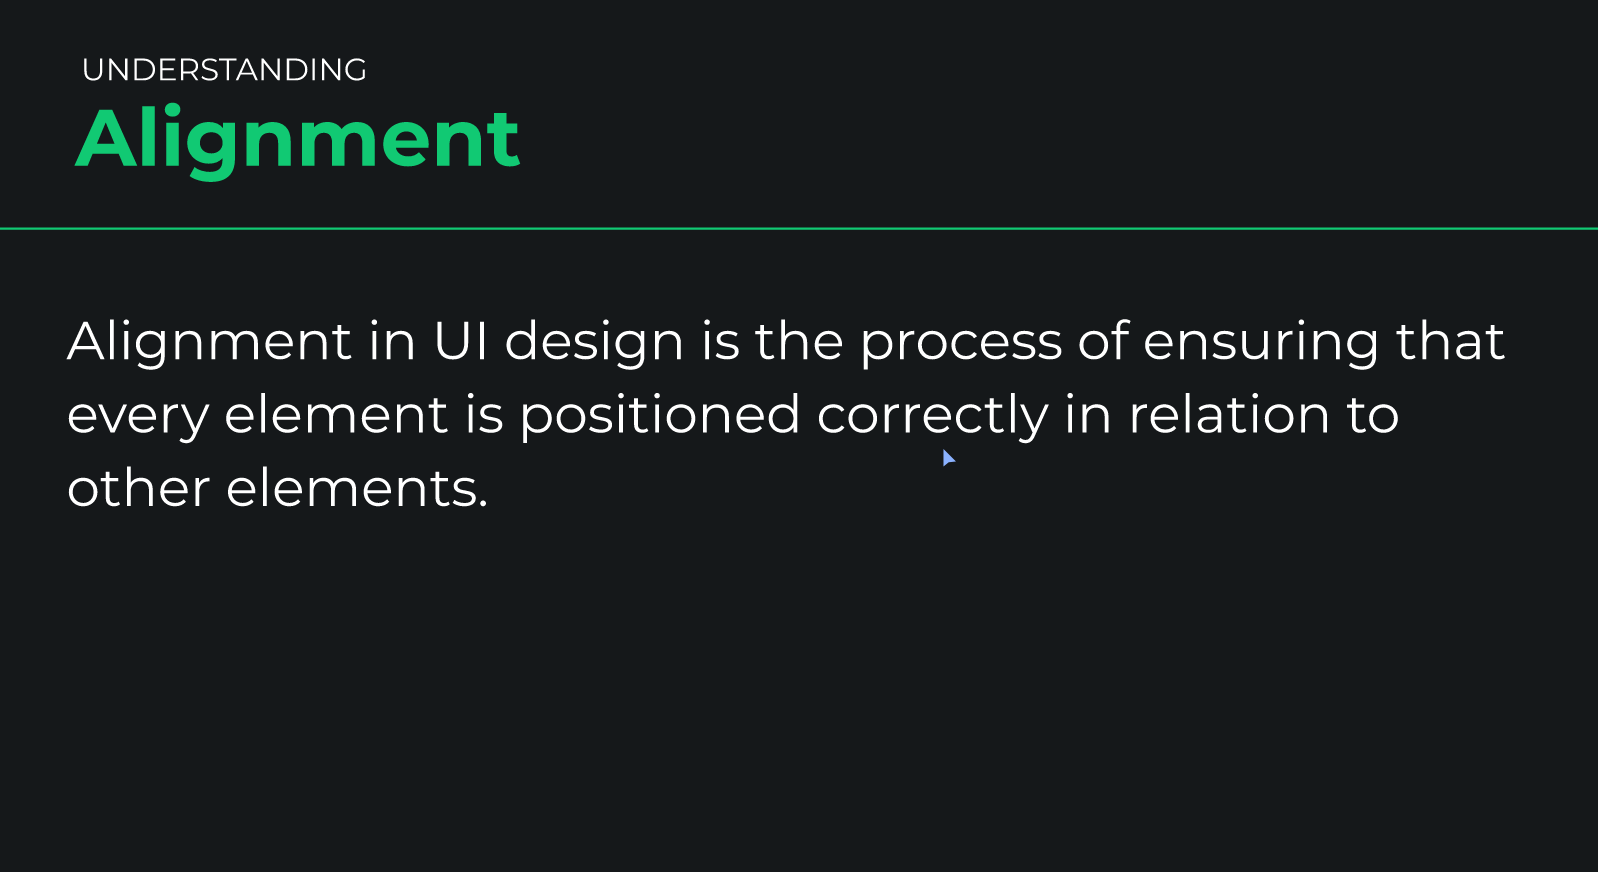 UNDERSTANDING
Alignment
Alignment in UI design is the process of ensuring that
every element is positioned correctly in relation to
other elements.